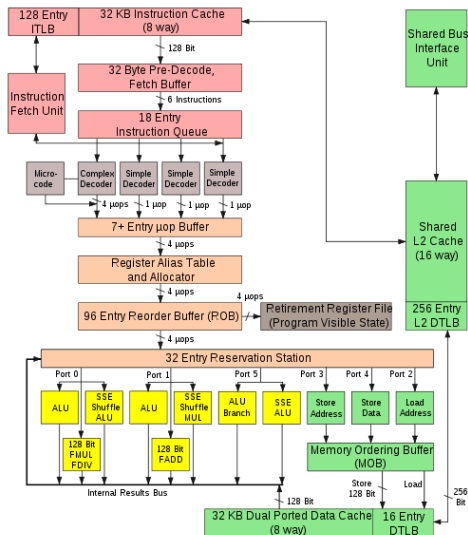 128 Entry
ITLB
32 KB Instruction Cache
(8 way)
Shared Bus
Interface
Unit
128 Bit
32 Byte Pre-Decode,
Fetch Buffer
Instruction
Fetch Unit
6 Instructions
18 Entry
Instruction Queue
Micro-
code
Complex
Decoder
Simple
Decoder
Simple
Decoder
Simple
Decoder
4 µops
1 µop
1 µop
1 µop
Shared
L2 Cache
(16 way)
7+ Entry µop Buffer
4 µops
Register Alias Table
and Allocator
4 µops
4 µops
96 Entry Reorder Buffer (ROB)
Retirement Register File
(Program Visible State)
256 Entry
L2 DTLB
4 µops
32 Entry Reservation Station
Port 0
Port 1
Port 5
Port 3
Port 4
Port 2
ALU
SSE
Shuffle
ALU
ALU
SSE
Shuffle
MUL
ALU
Branch
SSE
ALU
Store
Address
Store
Data
Load
Address
128 Bit
FMUL
FDIV
128 Bit
FADD
Memory Ordering Buffer
(MOB)
Internal Results Bus
Store
128 Bit
Load
128 Bit
256
Bit
32 KB Dual Ported Data Cache
(8 way)
16 Entry
DTLB